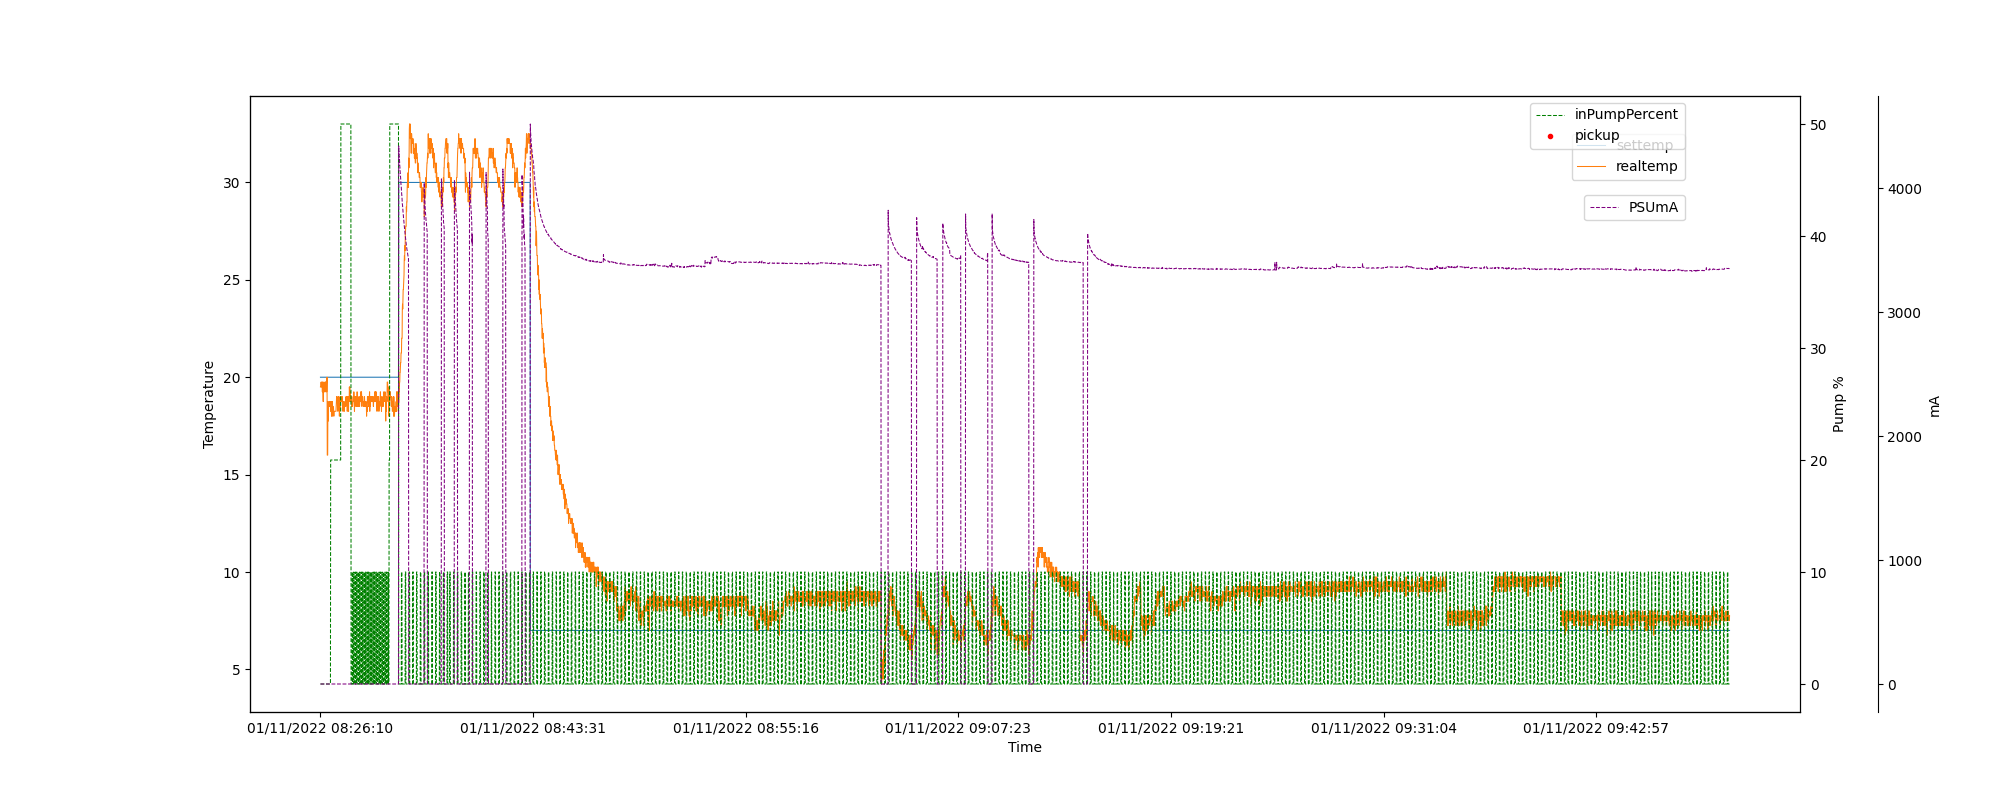 inPumpPercent
pickup
settemp
realtemp
PSUmA
30
25
20
15
10
5
Temperature
50
40
30
20
10
0
Pump %
4000
3000
2000
1000
0
mA
01/11/2022 08:26:10
01/11/2022 08:43:31
01/11/2022 08:55:16
01/11/2022 09:07:23
01/11/2022 09:19:21
01/11/2022 09:31:04
01/11/2022 09:42:57
Time